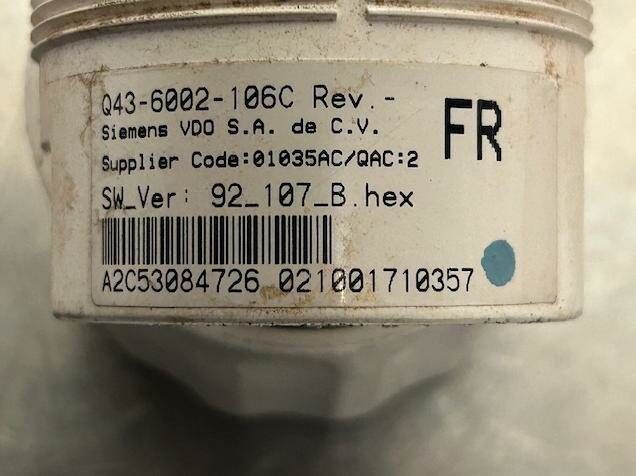 Q43-6002-106C Rev.-
FR
Siemens VDO S.A. de C.V.
Supplier Code:01035AC/QAC:2
SW_Ver: 92_107_B.hex
A2C53084726 021001710357